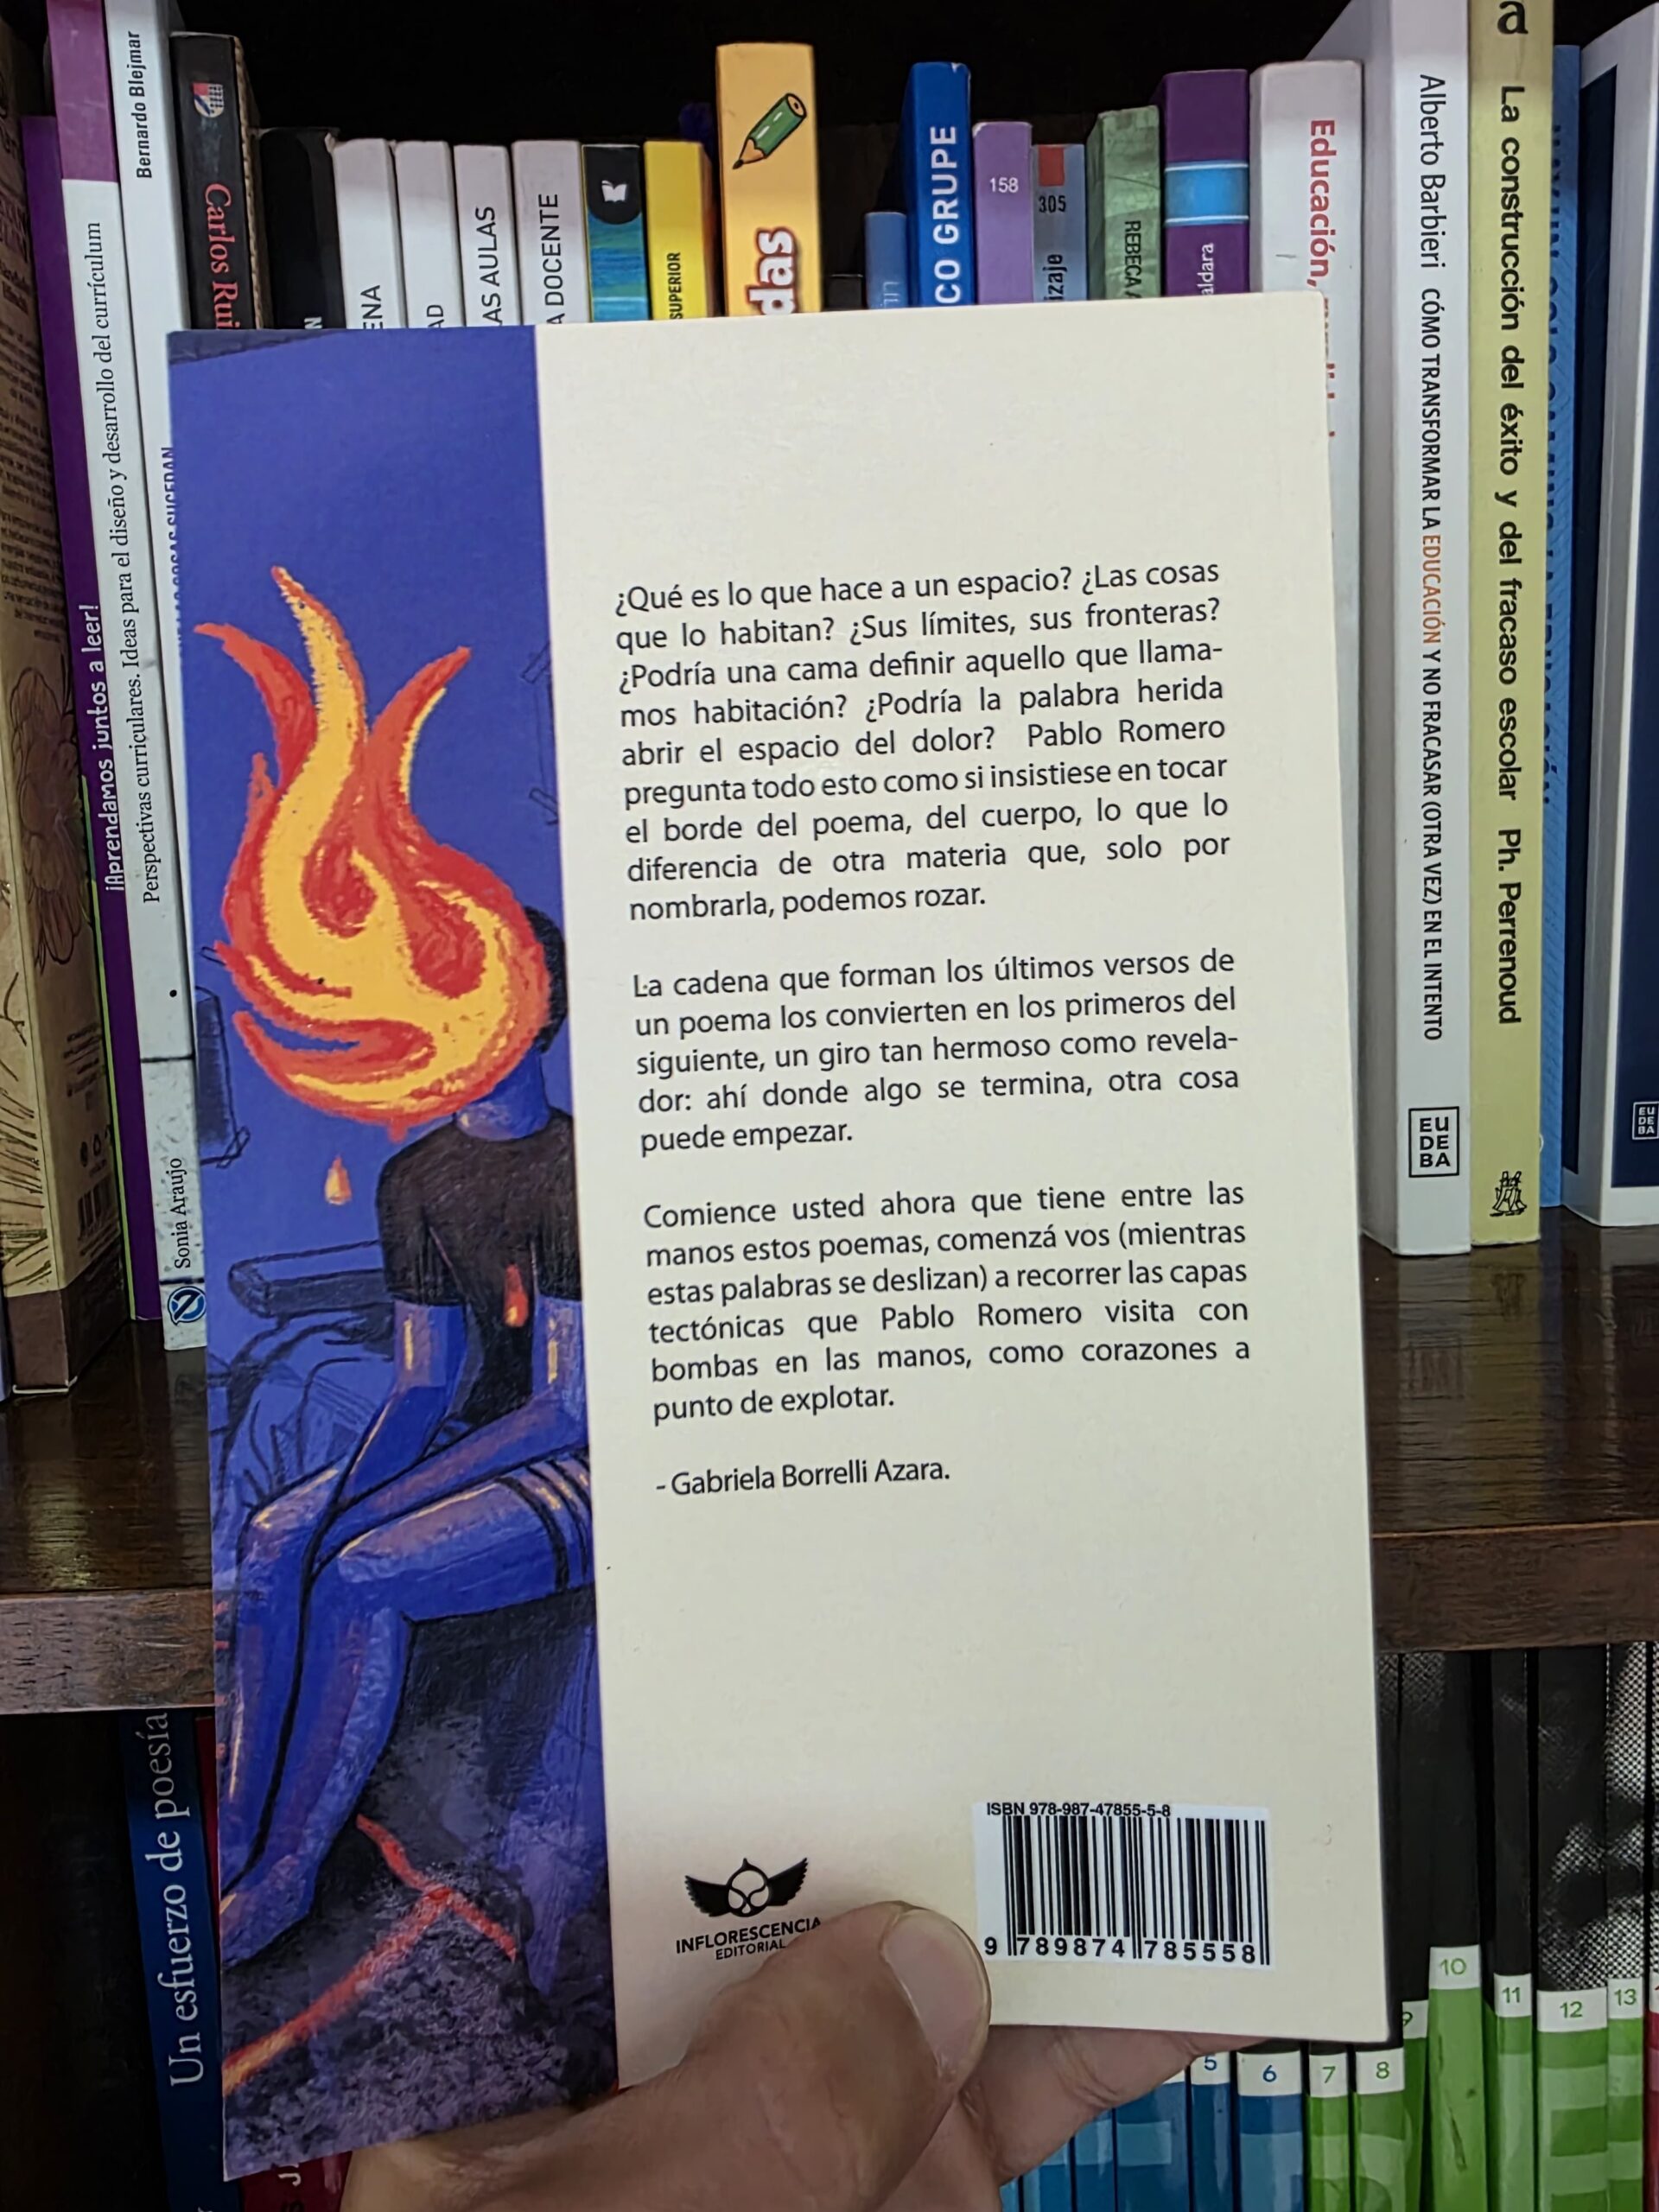 Bernardo Blejmar
Carlos Rui
ENA
AD
AS AULAS
A DOCENTE
SUPERIOR
das
CO GRUPE
158
305
izaje
REBECA
aldara
Educación,
Alberto Barbieri CÓMO TRANSFORMAR LA EDUCACIÓN Y NO FRACASAR (OTRA VEZ) EN EL INTENTO
EU
DE
BA
La construcción del éxito y del fracaso escolar Ph. Perrenoud
EU
DE
BA
¡Aprendamos juntos a leer!
Perspectivas curriculares. Ideas para el diseño y desarrollo del currículum
Sonia Araujo
¿Qué es lo que hace a un espacio? ¿Las cosas
que lo habitan? ¿Sus límites, sus fronteras?
¿Podría una cama definir aquello que llama-
mos habitación? ¿Podría la palabra herida
abrir el espacio del dolor? Pablo Romero
pregunta todo esto como si insistiese en tocar
el borde del poema, del cuerpo, lo que lo
diferencia de otra materia que, solo por
nombrarla, podemos rozar.
La cadena que forman los últimos versos de
un poema los convierten en los primeros del
siguiente, un giro tan hermoso como revela-
dor: ahí donde algo se termina, otra cosa
puede empezar.
Comience usted ahora que tiene entre las
manos estos poemas, comenzá vos (mientras
estas palabras se deslizan) a recorrer las capas
tectónicas que Pablo Romero visita con
bombas en las manos, como corazones a
punto de explotar.
- Gabriela Borrelli Azara.
INFLORESCENCIA
EDITORIAL
ISBN 978-987-47855-5-8
9 789874 785558
Un esfuerzo de poesía
5
6
7
8
9
10
11
12
13